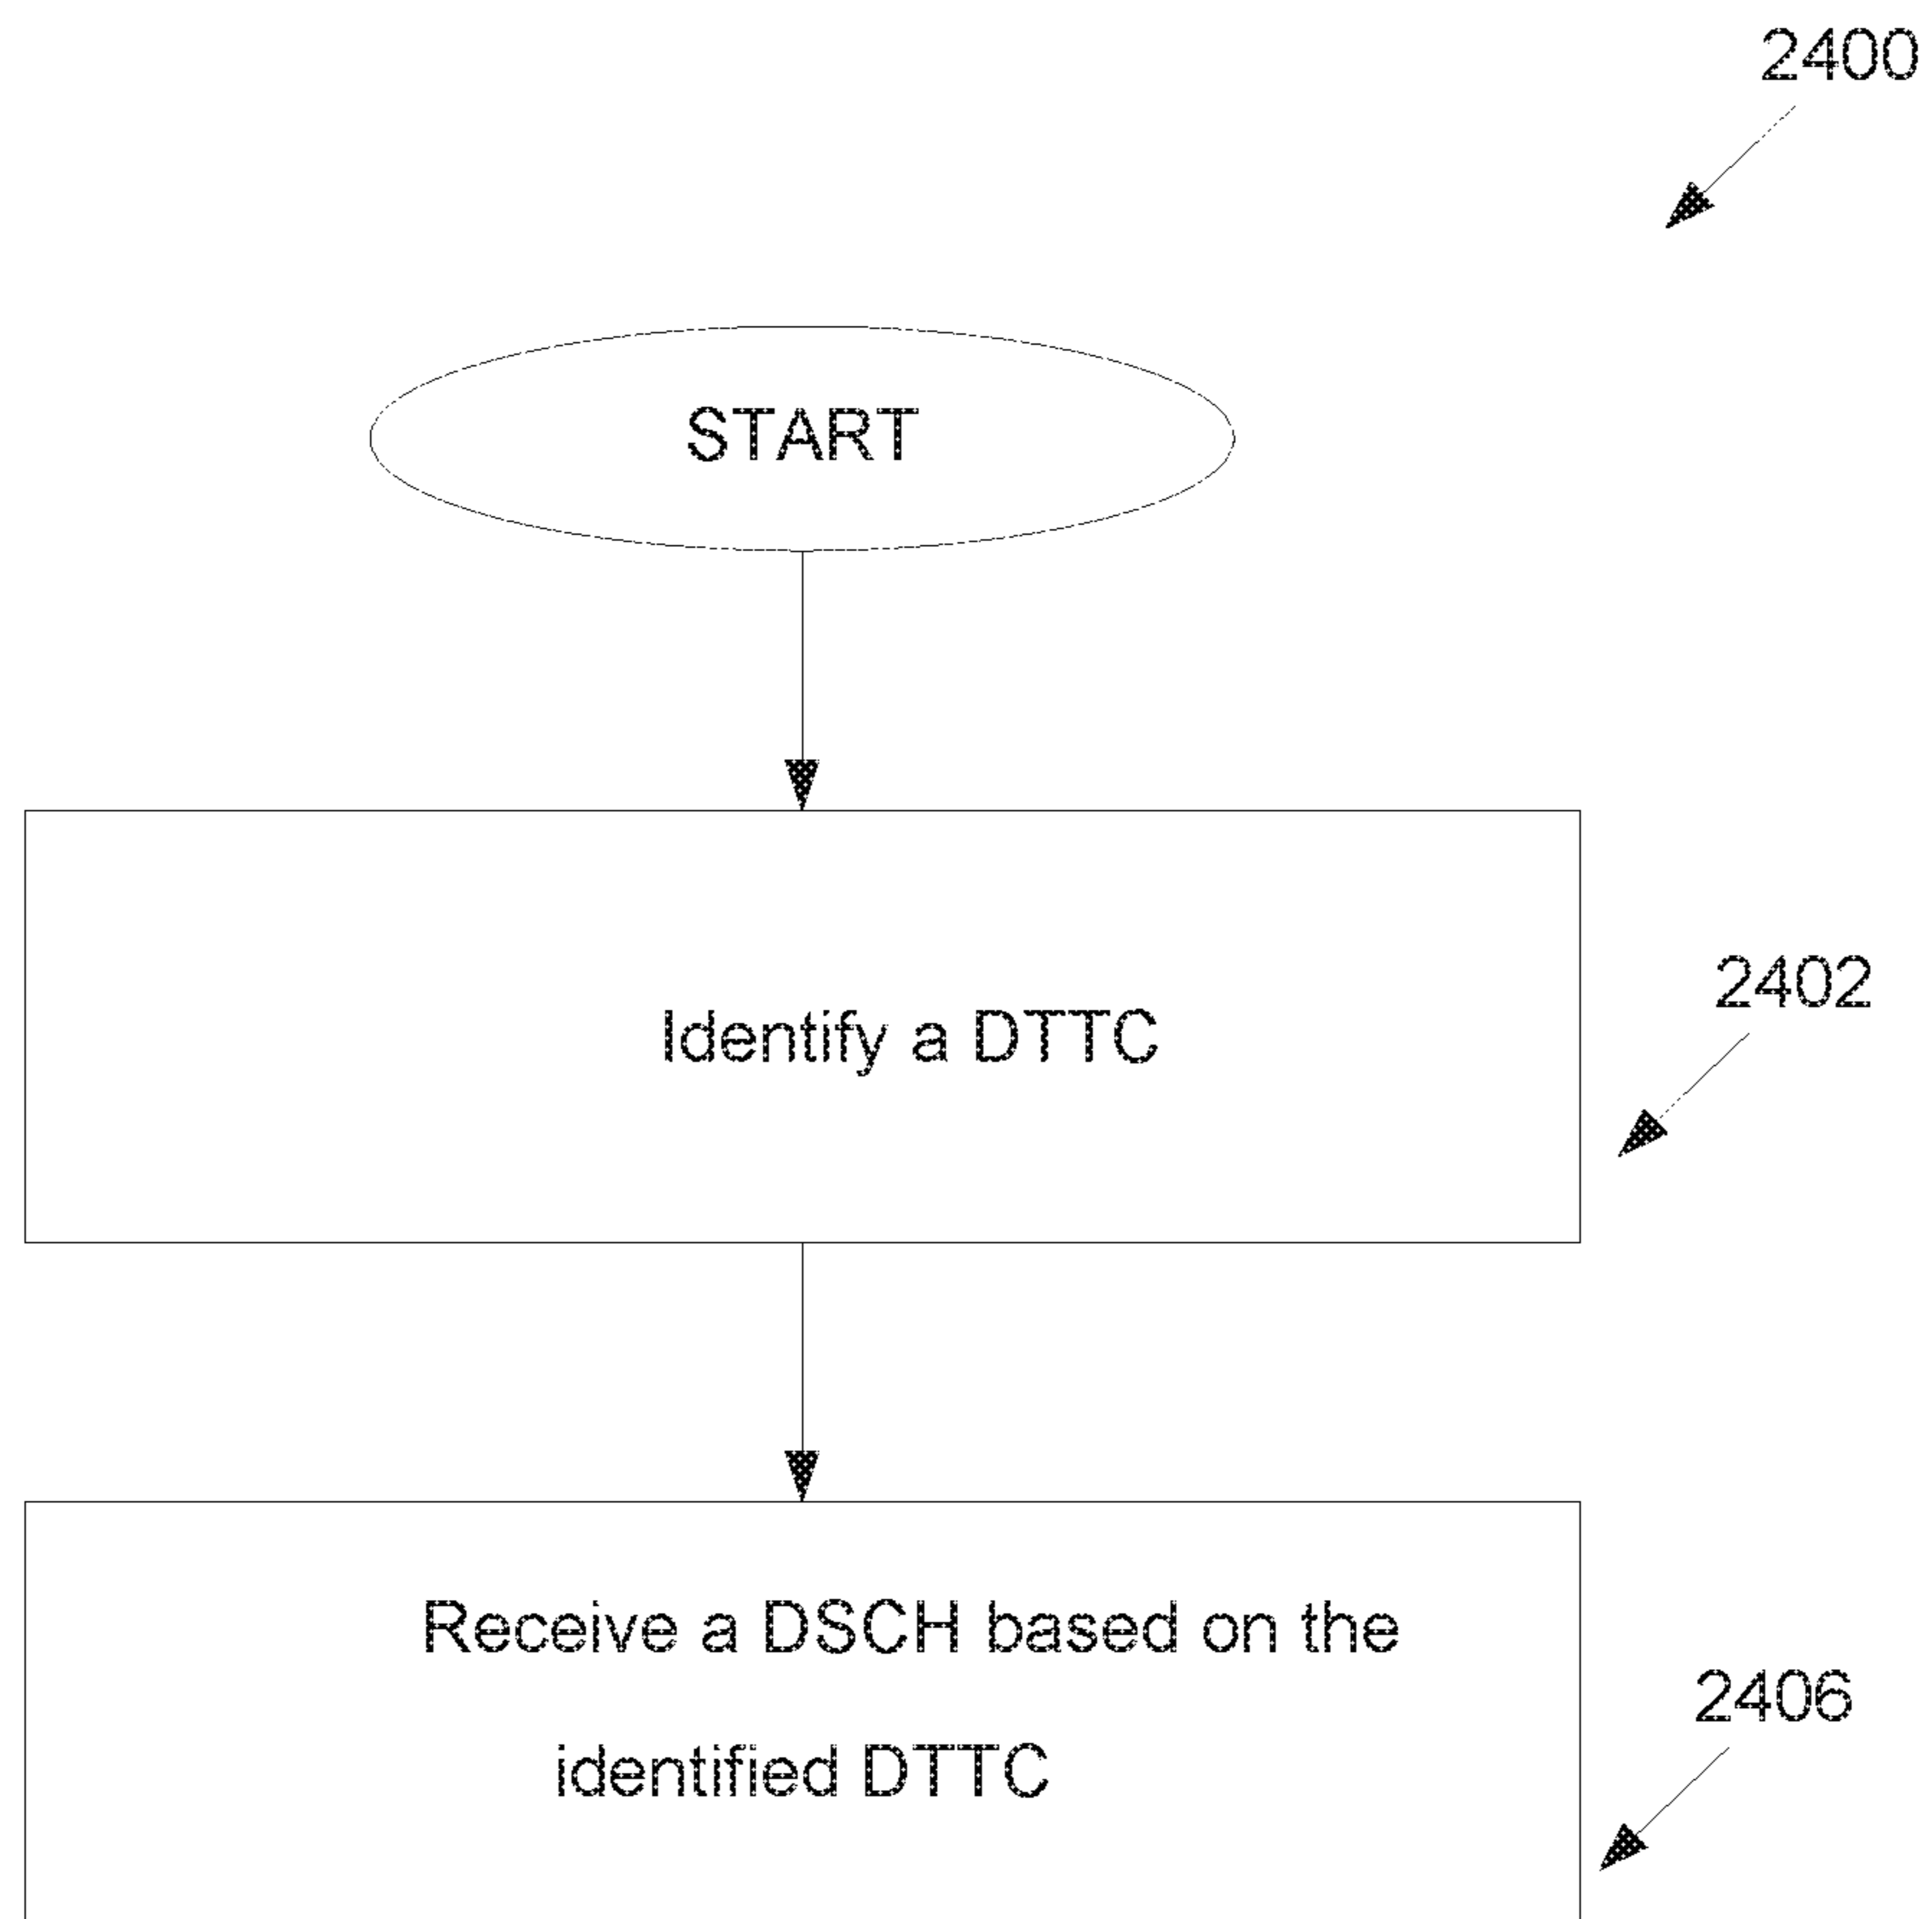 2400
START
Identify a DTTC
2402
Receive a DSCH based on the
identified DTTC
2406